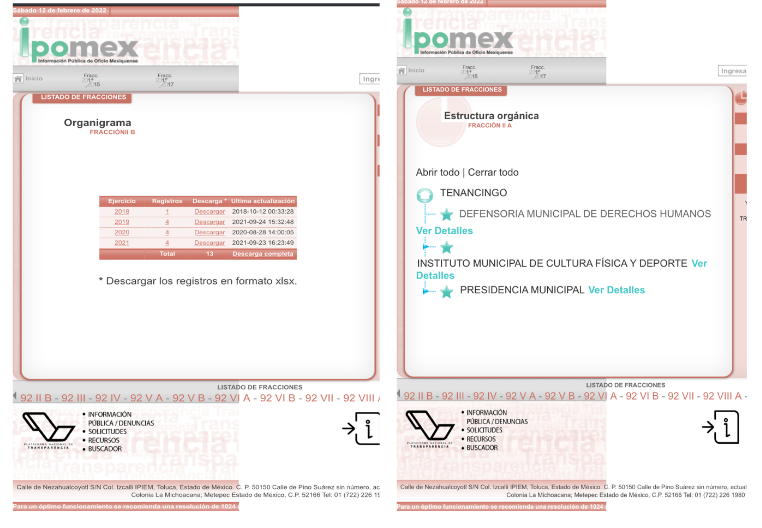 Sábado 12 de febrero de 2022
ipomex
Información Pública de Oficio Mexiquense
Inicio
Fracc.
Fracc.
Ingre
LISTADO DE FRACCIONES
Organigrama
FRACCIÓNII B
Ejercicio Registros Descarga * Ultima actualización
2018 1 Descargar 2018-10-12 00:33:28
2019 4 Descargar 2021-09-24 15:32:48
2020 4 Descargar 2020-08-28 14:00:05
2021 4 Descargar 2021-09-23 16:23:49
Total 13 Descarga completa
* Descargar los registros en formato xlsx.
LISTADO DE FRACCIONES
92 II B - 92 III - 92 IV - 92 V A - 92 V B - 92 VI A - 92 VI B - 92 VII - 92 VIII
PLATAFORMA NACIONAL DE
TRANSPARENCIA
• INFORMACIÓN
PÚBLICA / DENUNCIAS
• SOLICITUDES
• RECURSOS
• BUSCADOR
Calle de Nezahualcoyotl S/N Col. Izcalli IPIEM, Toluca, Estado de México. C. P. 50150 Calle de Pino Suárez sin número, ac
Colonia La Michoacana; Metepec Estado de México, C.P. 52166 Tel: 01 (722) 226 19
Para un óptimo funcionamiento se recomienda una resolución de 1024
Sábado 12 de febrero de 2022
ipomex
Información Pública de Oficio Mexiquense
Inicio
Fracc.
Fracc.
Ingresa
LISTADO DE FRACCIONES
Estructura orgánica
FRACCIÓN II A
Abrir todo | Cerrar todo
TENANCINGO
DEFENSORIA MUNICIPAL DE DERECHOS HUMANOS
Ver Detalles
INSTITUTO MUNICIPAL DE CULTURA FÍSICA Y DEPORTE Ver
Detalles
PRESIDENCIA MUNICIPAL Ver Detalles
TR
LISTADO DE FRACCIONES
92 II B - 92 III - 92 IV - 92 V A - 92 V B - 92 VI A - 92 VI B - 92 VII - 92 VIII A -
PLATAFORMA NACIONAL DE
TRANSPARENCIA
• INFORMACIÓN
PÚBLICA / DENUNCIAS
• SOLICITUDES
• RECURSOS
• BUSCADOR
Calle de Nezahualcoyotl S/N Col. Izcalli IPIEM, Toluca, Estado de México. C. P. 50150 Calle de Pino Suárez sin número, actual
Colonia La Michoacana; Metepec Estado de México, C.P. 52166 Tel: 01 (722) 226 1980
Para un óptimo funcionamiento se recomienda una resolución de 1024